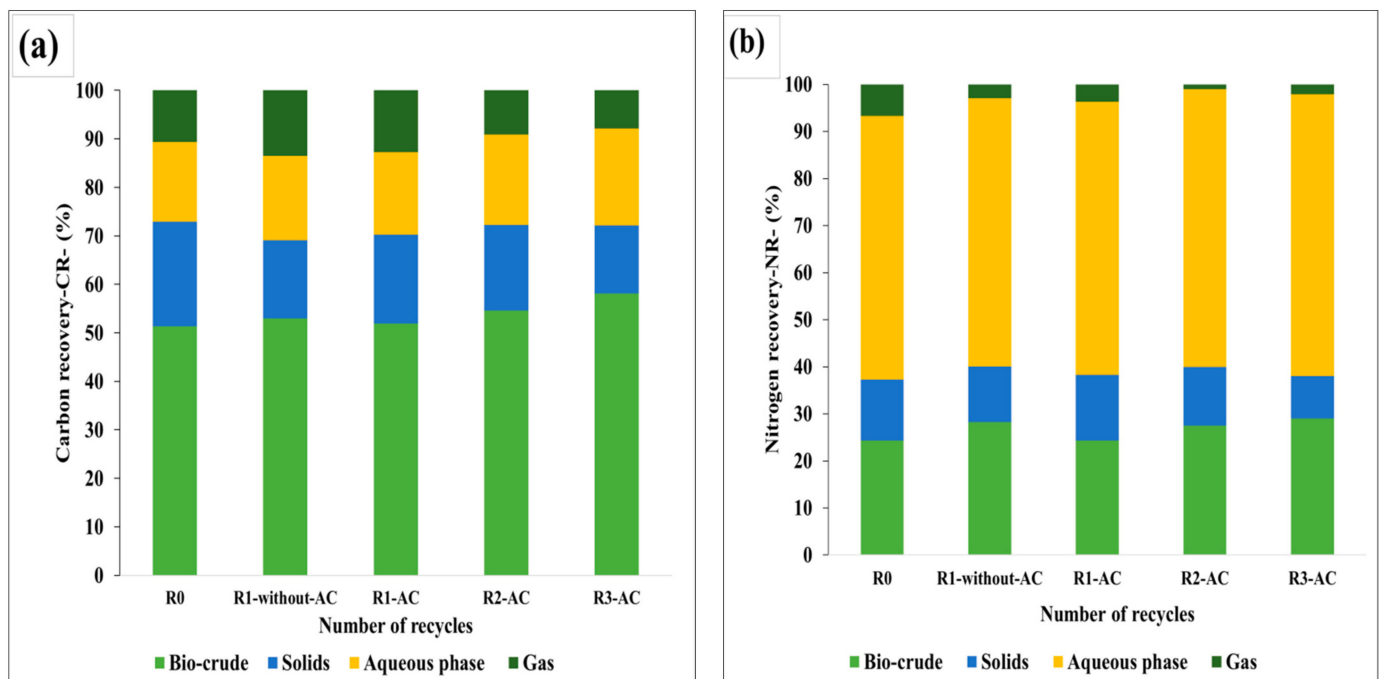 (a)
Carbon recovery-CR- (%)
100
90
80
70
60
50
40
30
20
10
0
R0 R1-without-AC R1-AC R2-AC R3-AC
Number of recycles
Bio-crude Solids Aqueous phase Gas
(b)
Nitrogen recovery-NR- (%)
100
90
80
70
60
50
40
30
20
10
0
R0 R1-without-AC R1-AC R2-AC R3-AC
Number of recycles
Bio-crude Solids Aqueous phase Gas